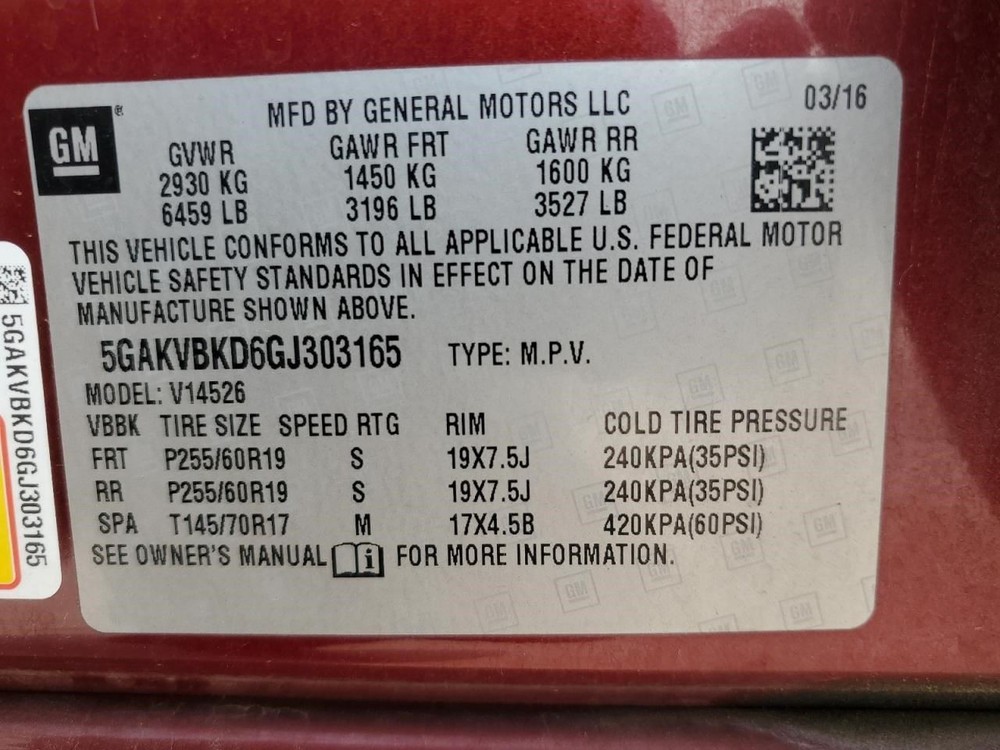 MFD BY GENERAL MOTORS LLC 03/16
GM®
GVWR GAWR FRT GAWR RR
2930 KG 1450 KG 1600 KG
6459 LB 3196 LB 3527 LB
THIS VEHICLE CONFORMS TO ALL APPLICABLE U.S. FEDERAL MOTOR
VEHICLE SAFETY STANDARDS IN EFFECT ON THE DATE OF
MANUFACTURE SHOWN ABOVE.
5GAKVBKD6GJ303165 TYPE: M.P.V.
MODEL: V14526
VBBK TIRE SIZE SPEED RTG RIM COLD TIRE PRESSURE
FRT P255/60R19 S 19X7.5J 240KPA(35PSI)
RR P255/60R19 S 19X7.5J 240KPA(35PSI)
SPA T145/70R17 M 17X4.5B 420KPA(60PSI)
SEE OWNER'S MANUAL i FOR MORE INFORMATION.
5GAKVBKD6GJ303165